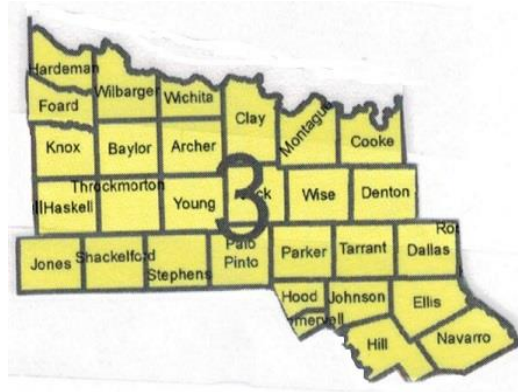 Hardeman
Wilbarger
Wichita
Foard
Clay
Montague
Cooke
Knox
Baylor
Archer
Throckmorton
3
Haskell
Young
Wise
Denton
Jones
Shackelford
Stephens
Palo
Pinto
Parker
Tarrant
Dallas
Hood
Johnson
Ellis
Hill
Navarro